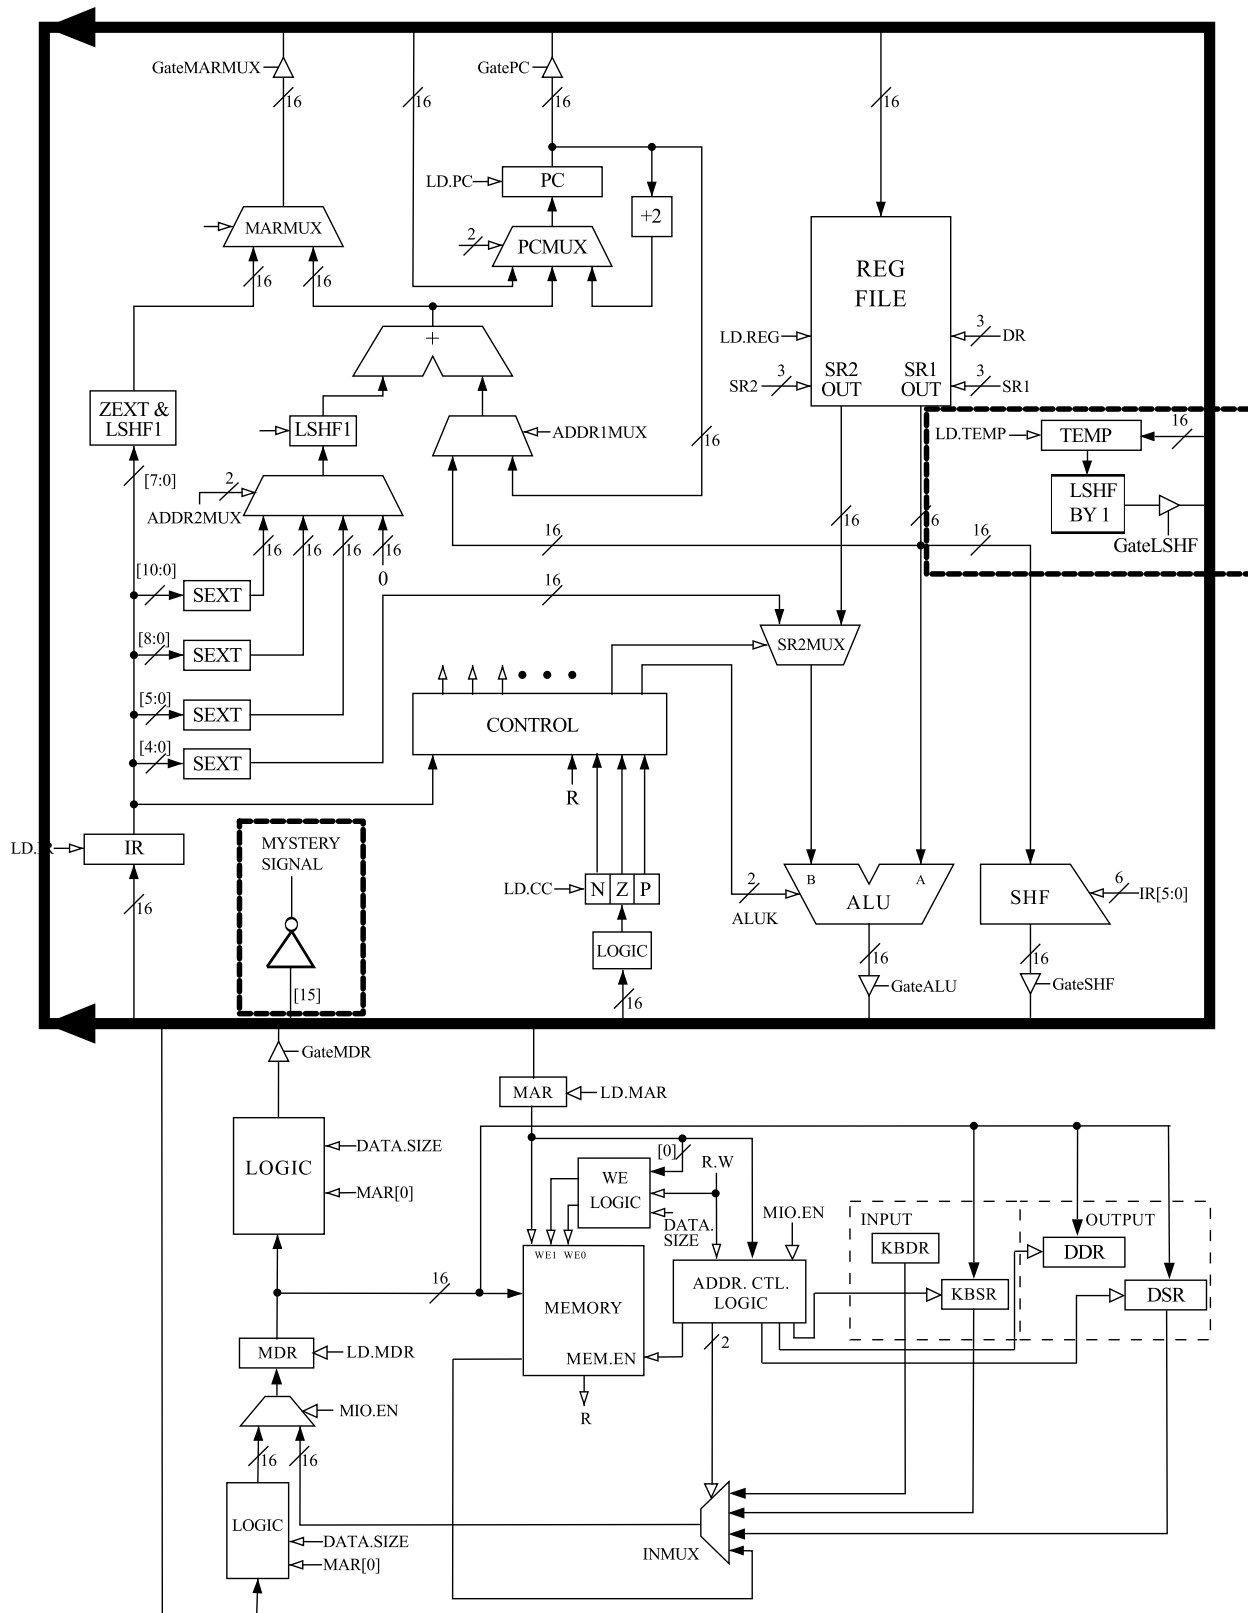 GateMARMUX
GatePC
16
16
16
16
LD.PC
PC
+2
MARMUX
2
PCMUX
16
16
REG
FILE
+
LD.REG
3
DR
SR2
3
SR2
OUT
SR1
OUT
3
SR1
ZEXT &
LSHF1
LSHF1
ADDR1MUX
16
LD.TEMP
TEMP
16
[7:0]
2
ADDR2MUX
LSHF
BY 1
GateLSHF
16
16
16
16
16
16
6
16
0
[10:0]
SEXT
16
[8:0]
SEXT
SR2MUX
[5:0]
SEXT
CONTROL
[4:0]
SEXT
R
MYSTERY
SIGNAL
IR
16
LD.CC
N
Z
P
2
ALUK
B
A
ALU
SHF
6
IR[5:0]
LOGIC
16
16
16
GateALU
GateSHF
[15]
GateMDR
MAR
LD.MAR
LOGIC
DATA.SIZE
MAR[0]
[0]
WE
LOGIC
R.W
DATA.
SIZE
MIO.EN
INPUT
KBDR
OUTPUT
DDR
WE1
WE0
16
MEMORY
ADDR. CTL.
LOGIC
KBSR
DSR
MDR
LD.MDR
MEM.EN
2
R
MIO.EN
16
16
LOGIC
DATA.SIZE
MAR[0]
INMUX